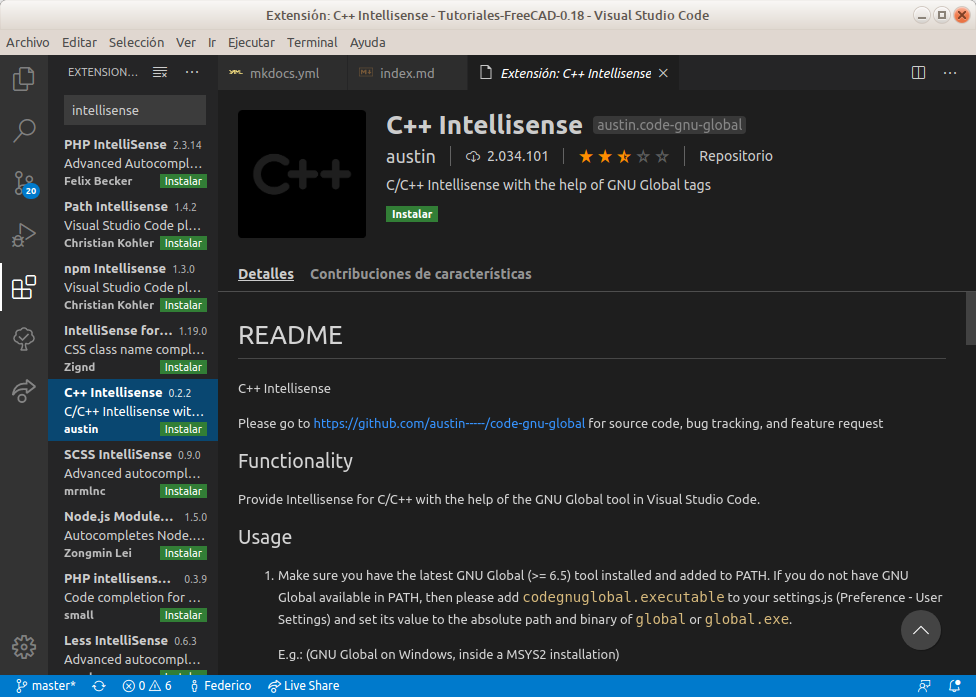 Extensión: C++ Intellisense - Tutoriales-FreeCAD-0.18 - Visual Studio Code
Archivo Editar Selección Ver Ir Ejecutar Terminal Ayuda
EXTENSION...
mkdocs.yml
index.md
Extensión: C++ Intellisense
intellisense
PHP IntelliSense 2.3.14
Advanced Autocompl...
Felix Becker Instalar
Path Intellisense 1.4.2
Visual Studio Code pl...
Christian Kohler Instalar
npm Intellisense 1.3.0
Visual Studio Code pl...
Christian Kohler Instalar
IntelliSense for... 1.19.0
CSS class name compl...
Zignd Instalar
C++ Intellisense 0.2.2
C/C++ Intellisense wit...
austin Instalar
SCSS IntelliSense 0.9.0
Advanced autocompl...
mrmlnc Instalar
Node.js Module... 1.5.0
Autocompletes Node....
Zongmin Lei Instalar
PHP intellisens... 0.3.9
Code completion for ...
small Instalar
Less IntelliSense 0.6.3
Advanced autocompl...
20
C++
C++ Intellisense austin.code-gnu-global
austin 2.034.101 Repositorio
C/C++ Intellisense with the help of GNU Global tags
Instalar
Detalles Contribuciones de características
README
C++ Intellisense
Please go to https://github.com/austin-----/code-gnu-global for source code, bug tracking, and feature request
Functionality
Provide Intellisense for C/C++ with the help of the GNU Global tool in Visual Studio Code.
Usage
1. Make sure you have the latest GNU Global (>= 6.5) tool installed and added to PATH. If you do not have GNU
Global available in PATH, then please add codegnuglobal.executable to your settings.js (Preference - User
Settings) and set its value to the absolute path and binary of global or global.exe.
E.g.: (GNU Global on Windows, inside a MSYS2 installation)
master* 0 6 Federico Live Share